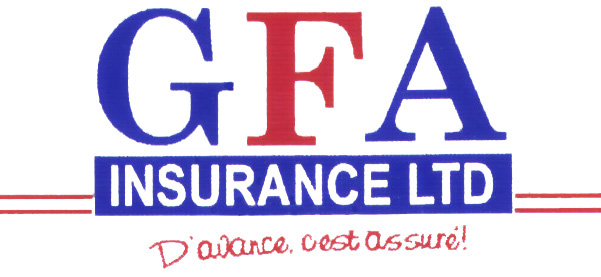 GFA
INSURANCE LTD
D'avance, c'est assuré!